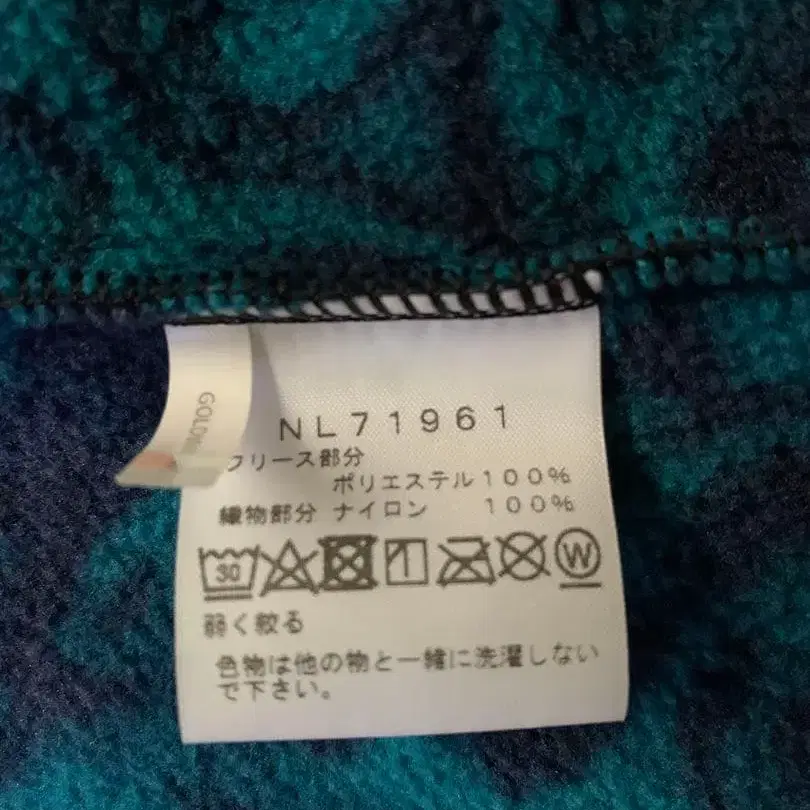 GOLDWI
NL71961
フリース部分
ポリエステル100%
織物部分 ナイロン 100%
30 W
弱く絞る
色物は他の物と一緒に洗濯しない
で下さい。